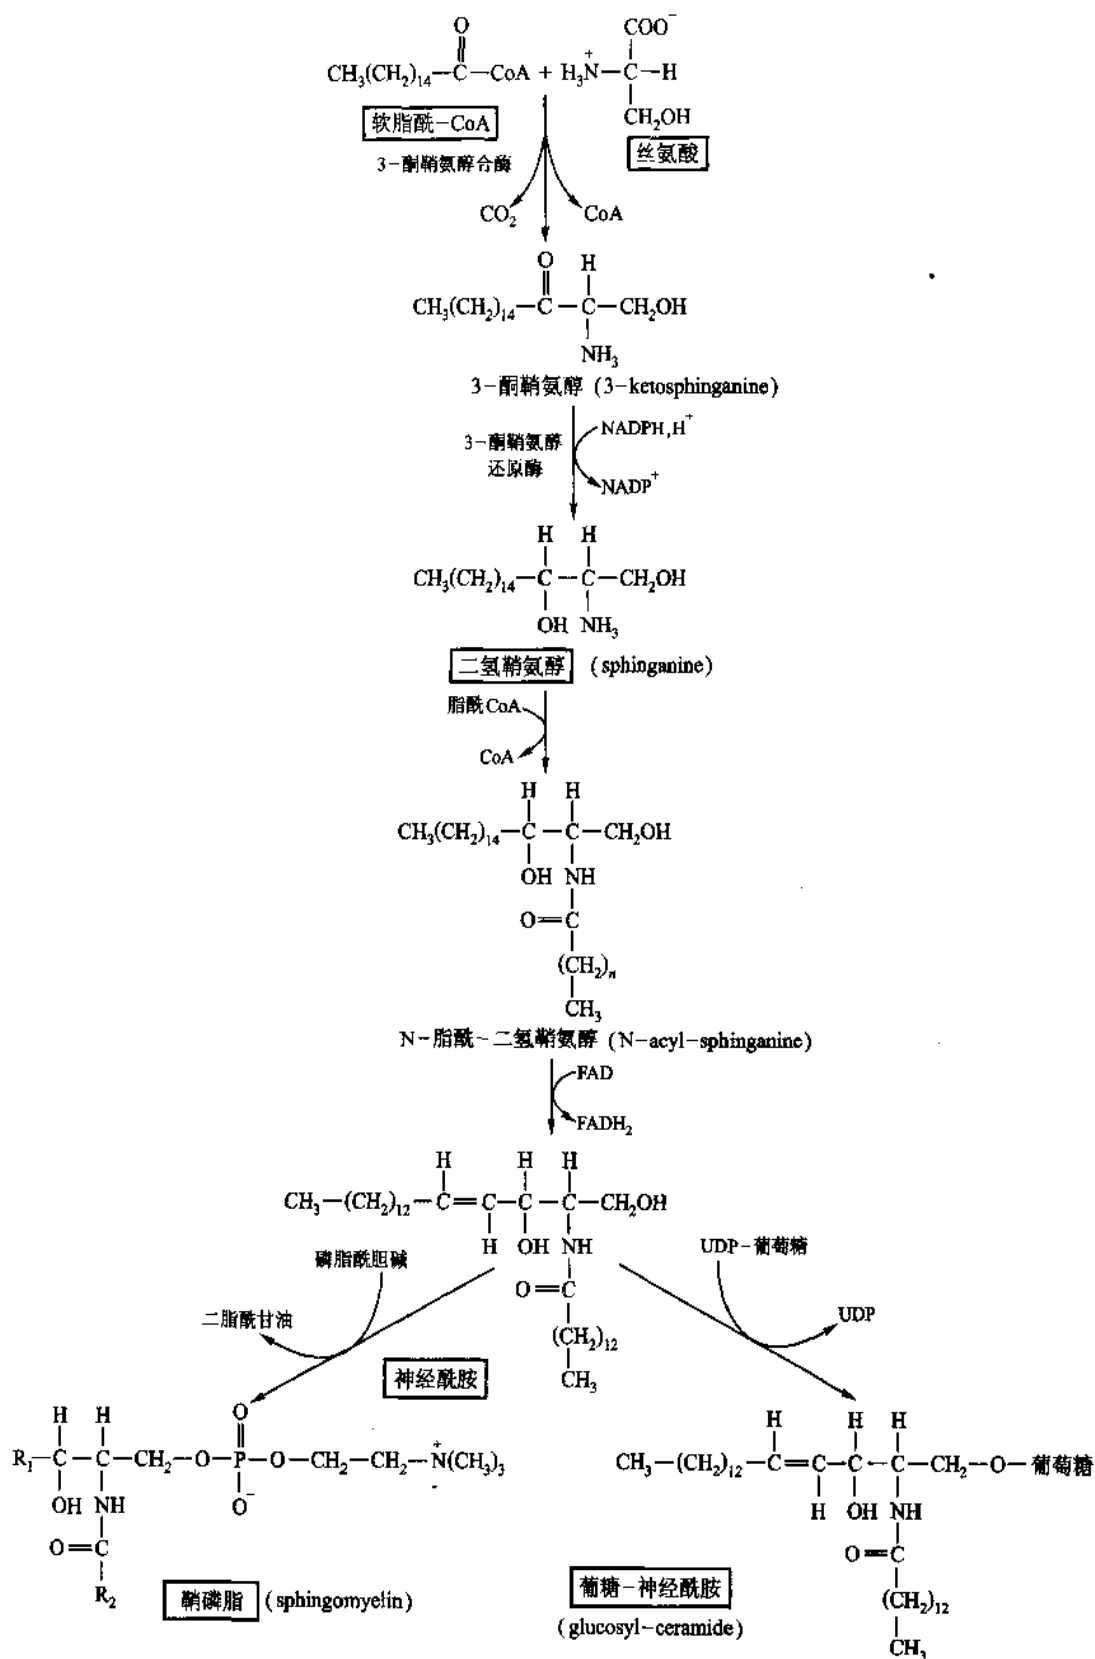 O
COO⁻
CH₃(CH₂)₁₄—C—CoA + H₃N⁺—C—H
软脂酰-CoA
CH₂OH
丝氨酸
3-酮鞘氨醇合酶
CO₂
CoA
O H
CH₃(CH₂)₁₄—C—C—CH₂OH
NH₃
3-酮鞘氨醇 (3-ketosphinganine)
NADPH,H⁺
3-酮鞘氨醇
还原酶
NADP⁺
H H
CH₃(CH₂)₁₄—C—C—CH₂OH
OH NH₃
二氢鞘氨醇 (sphinganine)
脂酰CoA
CoA
H H
CH₃(CH₂)₁₄—C—C—CH₂OH
OH NH
O=C
(CH₂)ₙ
CH₃
N-脂酰-二氢鞘氨醇 (N-acyl-sphinganine)
FAD
FADH₂
H H H
CH₃—(CH₂)₁₂—C=C—C—C—CH₂OH
H OH NH
磷脂酰胆碱
UDP-葡萄糖
O=C
二脂酰甘油
UDP
(CH₂)₁₂
神经酰胺
CH₃
H H O
R₁—C—C—CH₂—O—P—O—CH₂—CH₂—N⁺(CH₃)₃
OH NH O⁻
O=C
R₂
鞘磷脂 (sphingomyelin)
H H H
CH₃—(CH₂)₁₂—C=C—C—C—CH₂—O—葡萄糖
H OH NH
O=C
(CH₂)₁₂
CH₃
葡糖-神经酰胺
(glucosyl-ceramide)